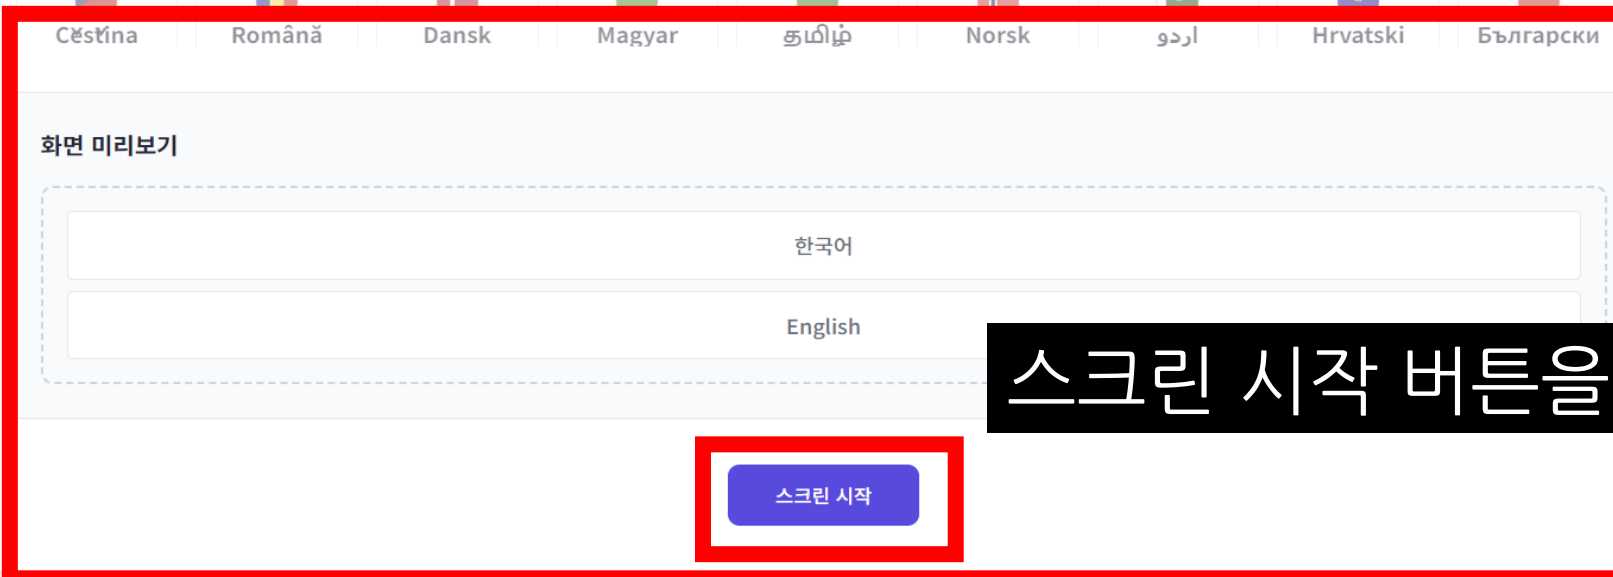 Čeština Română Dansk Magyar தமிழ் Norsk اردو Hrvatski Български
화면 미리보기
한국어
English
스크린 시작 버튼을
스크린 시작